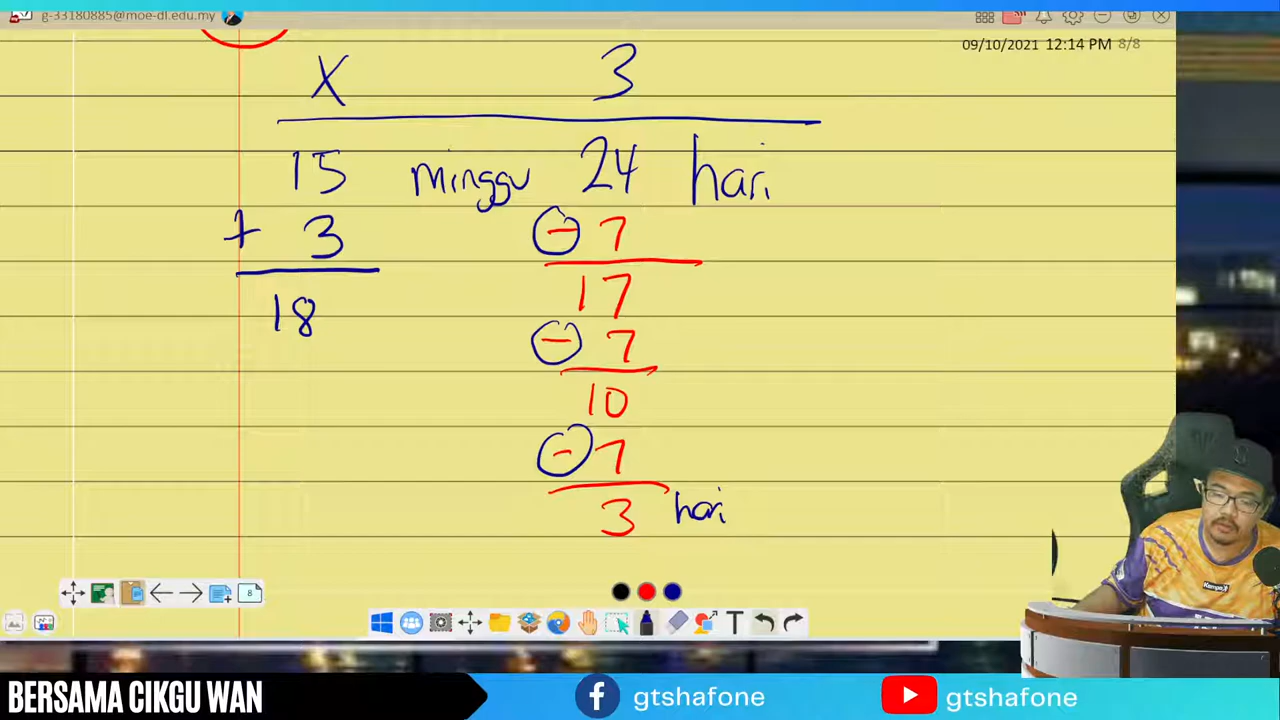 g-33180885@moe-dl.edu.my
09/10/2021 12:14 PM 8/8
X 3
15 minggu 24 hari
+ 3 − 7
18 17
− 7
10
− 7
3 hari
8
T
BERSAMA CIKGU WAN
gtshafone
gtshafone